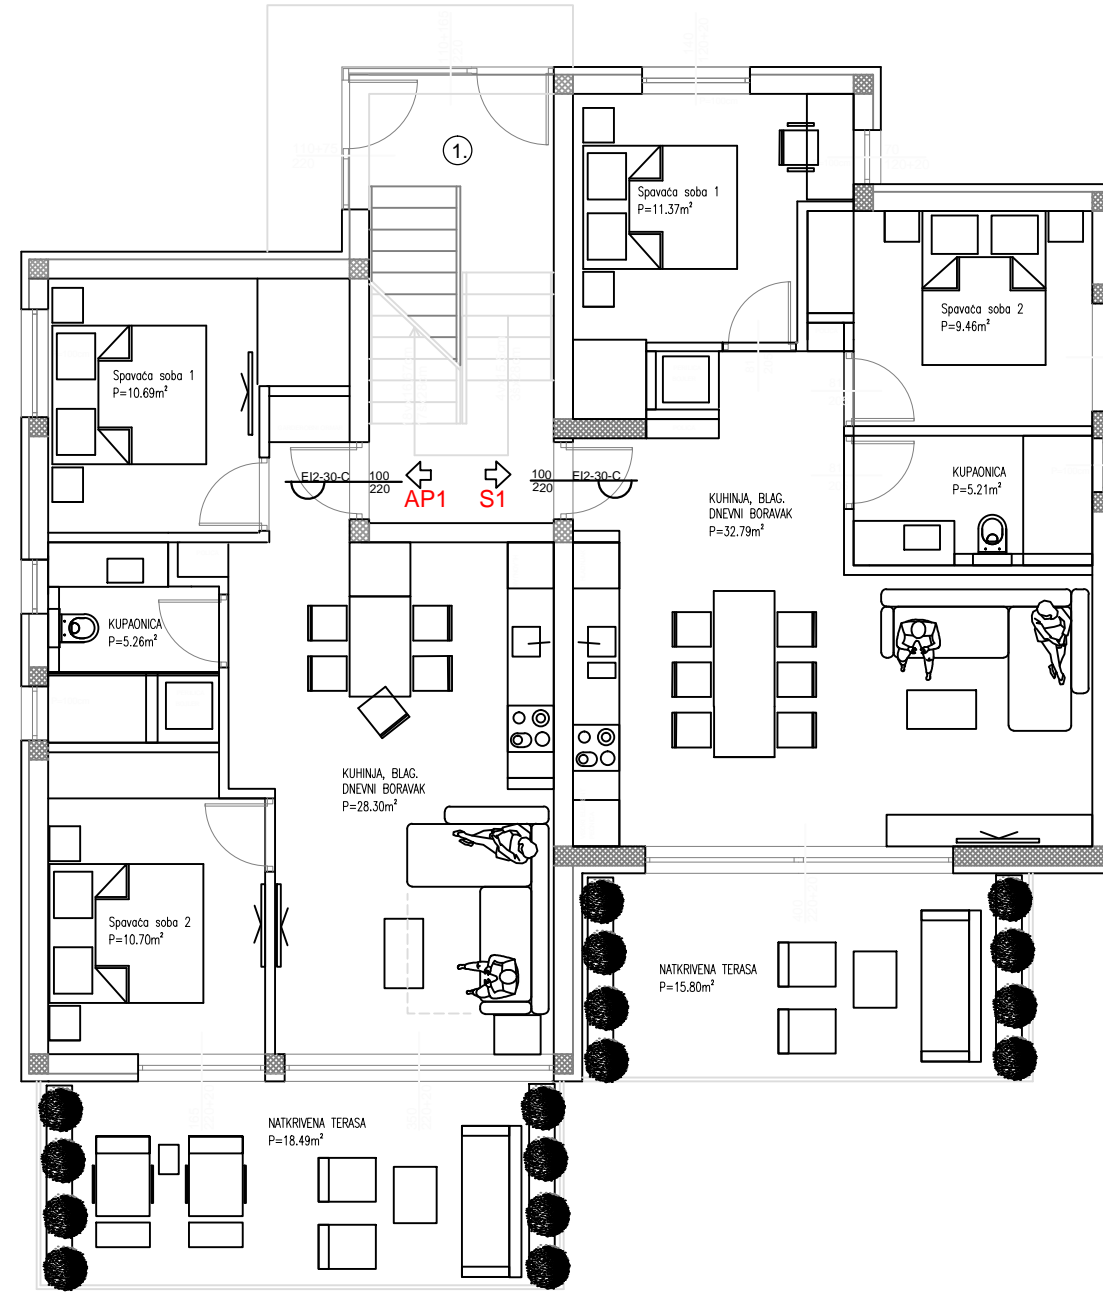 1.
Spavaća soba 1
P=11.37m²
Spavaća soba 2
P=9.46m²
Spavaća soba 1
P=10.69m²
EI2-30-C
100
220
AP1
S1
100
220
EI2-30-C
KUHINJA, BLAG.
DNEVNI BORAVAK
P=32.79m²
KUPAONICA
P=5.21m²
KUPAONICA
P=5.26m²
KUHINJA, BLAG.
DNEVNI BORAVAK
P=28.30m²
Spavaća soba 2
P=10.70m²
NATKRIVENA TERASA
P=15.80m²
NATKRIVENA TERASA
P=18.49m²